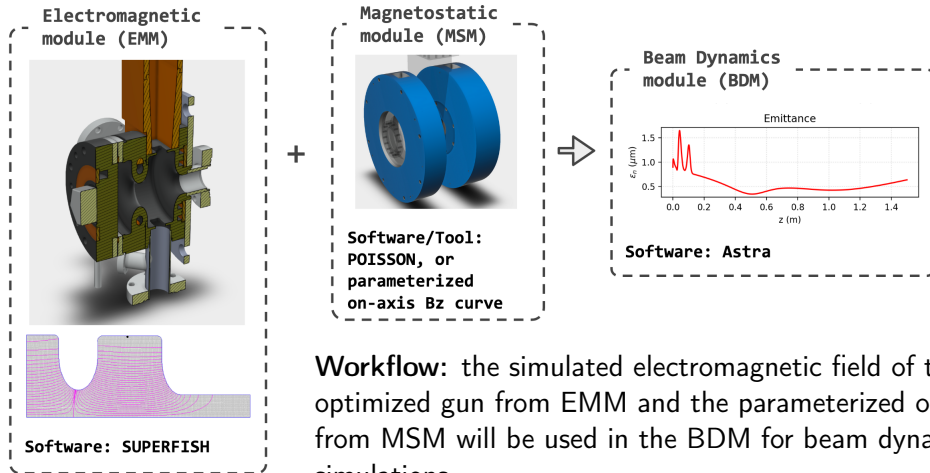 Electromagnetic
module (EMM)
Software: SUPERFISH
+
Magnetostatic
module (MSM)
Software/Tool:
POISSON, or
parameterized
on-axis Bz curve
Beam Dynamics
module (BDM)
Emittance
εn (μm)
1.5
1.0
0.5
0.0 0.2 0.4 0.6 0.8 1.0 1.2 1.4
z (m)
Software: Astra
Workflow: the simulated electromagnetic field of
optimized gun from EMM and the parameterized
from MSM will be used in the BDM for beam
simulations